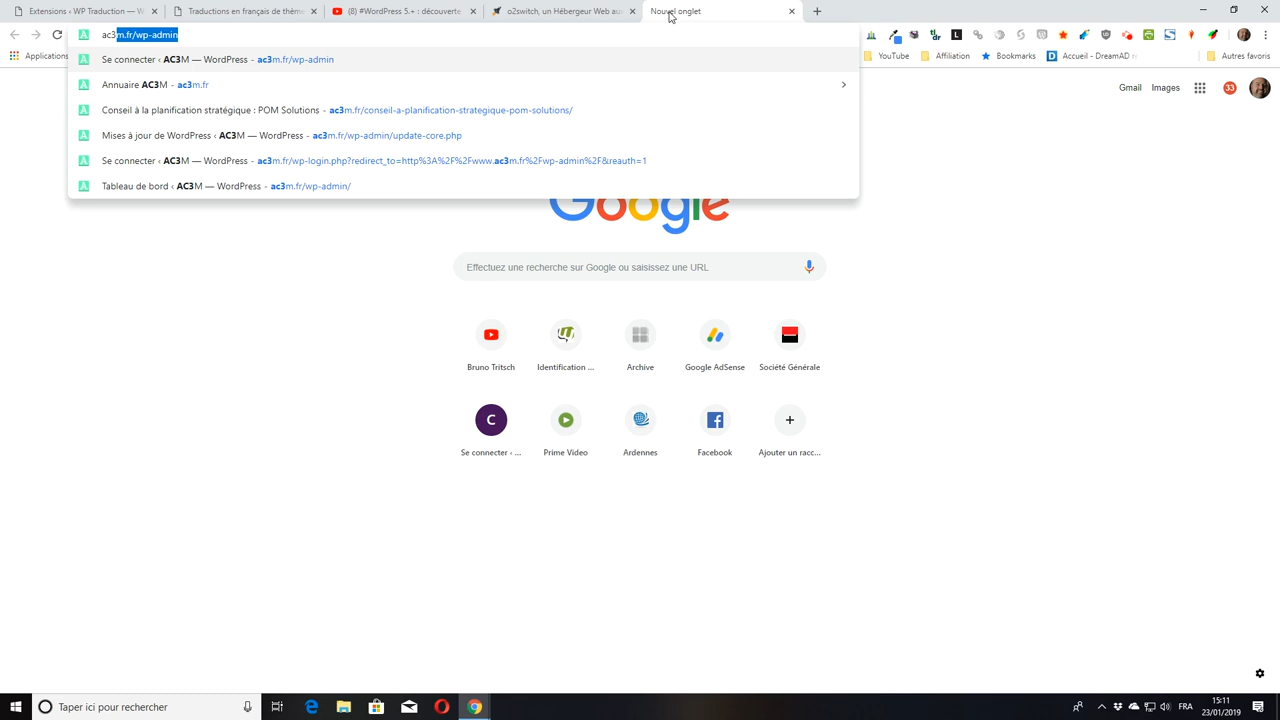 Extensions ‹ WP Traduction — W
Traductions en français de thème
(8) #WordPress 5.+ : découverte
o2switch, un Hébergeur Web au
Nouvel onglet
ac3m.fr/wp-admin
Applications
YouTube
Affiliation
Bookmarks
Accueil - DreamAD
Autres favoris
Se connecter ‹ AC3M — WordPress - ac3m.fr/wp-admin
Annuaire AC3M - ac3m.fr
Conseil à la planification stratégique : POM Solutions - ac3m.fr/conseil-a-planification-strategique-pom-solutions/
Mises à jour de WordPress ‹ AC3M — WordPress - ac3m.fr/wp-admin/update-core.php
Se connecter ‹ AC3M — WordPress - ac3m.fr/wp-login.php?redirect_to=http%3A%2F%2Fwww.ac3m.fr%2Fwp-admin%2F&reauth=1
Tableau de bord ‹ AC3M — WordPress - ac3m.fr/wp-admin/
Gmail Images 33
Google
Effectuez une recherche sur Google ou saisissez une URL
Bruno Tritsch
Identification ...
Archive
Google AdSense
Société Générale
C
Se connecter ‹ ...
Prime Video
Ardennes
Facebook
Ajouter un racc...
Taper ici pour rechercher
FRA
15:11
23/01/2019